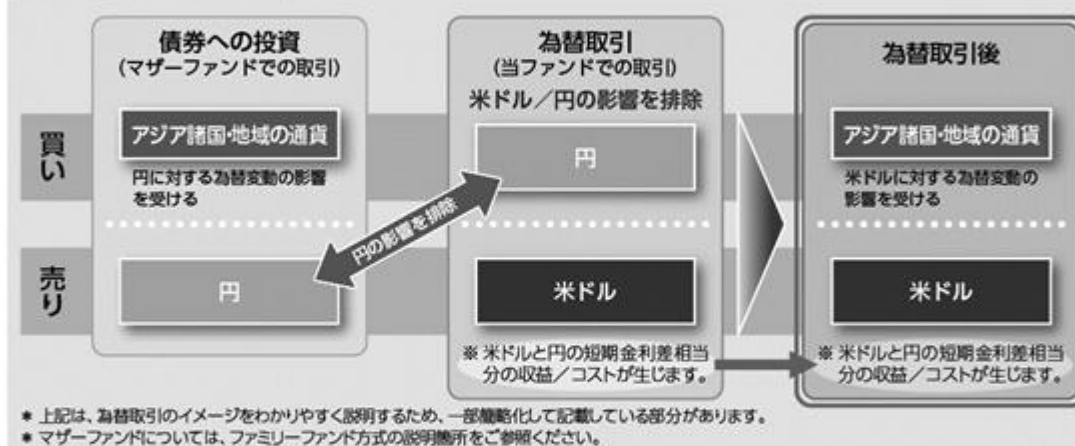 債券への投資
(マザーファンドでの取引)
買い
アジア諸国・地域の通貨
円に対する為替変動の影響
を受ける
売り
円
円の影響を排除
為替取引
(当ファンドでの取引)
米ドル／円の影響を排除
円
米ドル
※ 米ドルと円の短期金利差相当
分の収益／コストが生じます。
為替取引後
アジア諸国・地域の通貨
米ドルに対する為替変動の
影響を受ける
米ドル
※ 米ドルと円の短期金利差相当
分の収益／コストが生じます。
* 上記は、為替取引のイメージをわかりやすく説明するため、一部簡略化して記載している部分があります。
* マザーファンドについては、ファミリーファンド方式の説明箇所をご参照ください。